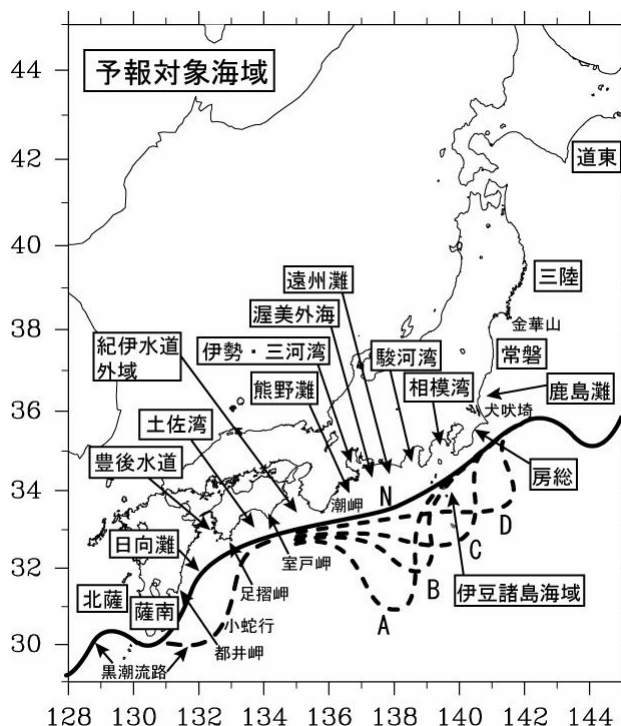 44
予報対象海域
42
道東
40
遠州灘
三陸
渥美外海
38
金華山
紀伊水道
外域
伊勢・三河湾
駿河湾
常磐
熊野灘
相模湾
鹿島灘
36
犬吠埼
土佐湾
豊後水道
房総
34
潮岬
N
D
日向灘
室戸岬
C
32
足摺岬
B
伊豆諸島海域
北薩
薩南
A
小蛇行
都井岬
30
黒潮流路
128 130 132 134 136 138 140 142 144